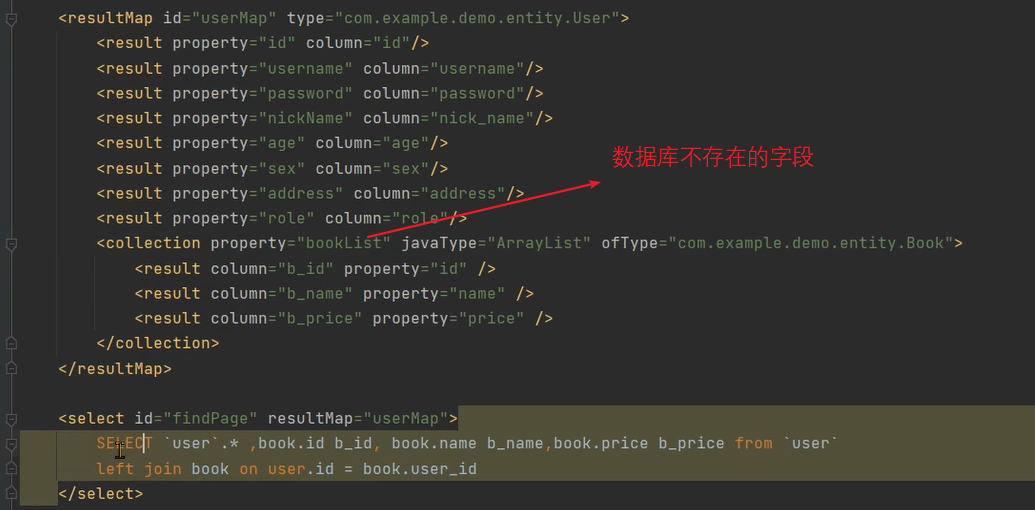 <resultMap id="userMap" type="com.example.demo.entity.User">
<result property="id" column="id"/>
<result property="username" column="username"/>
<result property="password" column="password"/>
<result property="nickName" column="nick_name"/>
<result property="age" column="age"/>
数据库不存在的字段
<result property="sex" column="sex"/>
<result property="address" column="address"/>
<result property="role" column="role"/>
<collection property="bookList" javaType="ArrayList" ofType="com.example.demo.entity.Book">
<result column="b_id" property="id" />
<result column="b_name" property="name" />
<result column="b_price" property="price" />
</collection>
</resultMap>
<select id="findPage" resultMap="userMap">
SELECT `user`.* ,book.id b_id, book.name b_name,book.price b_price from `user`
left join book on user.id = book.user_id
</select>